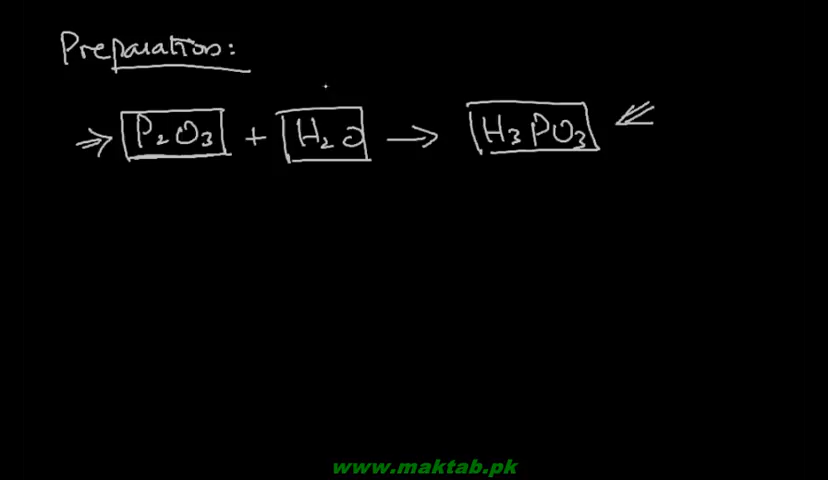 Preparation:
⇒ P₂O₃ + H₂O → H₃PO₃
www.maktab.pk